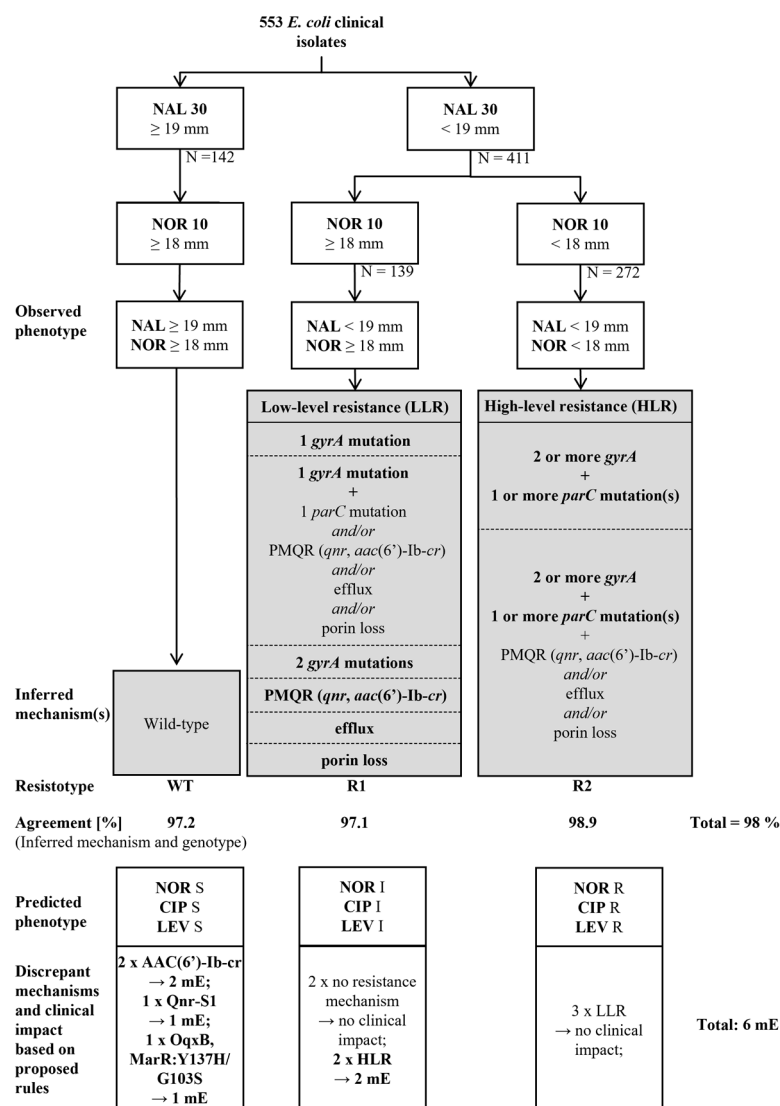 553 E. coli clinical
isolates
NAL 30
≥ 19 mm
NAL 30
< 19 mm
N =142
N = 411
NOR 10
≥ 18 mm
NOR 10
≥ 18 mm
NOR 10
< 18 mm
N = 139
N = 272
Observed
phenotype
NAL ≥ 19 mm
NOR ≥ 18 mm
NAL < 19 mm
NOR ≥ 18 mm
NAL < 19 mm
NOR < 18 mm
Low-level resistance (LLR)
1 gyrA mutation
1 gyrA mutation
+
1 parC mutation
and/or
PMQR (qnr, aac(6’)-Ib-cr)
and/or
efflux
and/or
porin loss
2 gyrA mutations
PMQR (qnr, aac(6’)-Ib-cr)
efflux
porin loss
High-level resistance (HLR)
2 or more gyrA
+
1 or more parC mutation(s)
2 or more gyrA
+
1 or more parC mutation(s)
+
PMQR (qnr, aac(6’)-Ib-cr)
and/or
efflux
and/or
porin loss
Inferred
mechanism(s)
Wild-type
Resistotype
WT
R1
R2
Agreement [%]
(Inferred mechanism and genotype)
97.2
97.1
98.9
Total = 98 %
Predicted
phenotype
NOR S
CIP S
LEV S
NOR I
CIP I
LEV I
NOR R
CIP R
LEV R
Discrepant
mechanisms
and clinical
impact
based on
proposed
rules
2 x AAC(6’)-Ib-cr
→ 2 mE;
1 x Qnr-S1
→ 1 mE;
1 x OqxB,
MarR:Y137H/
G103S
→ 1 mE
2 x no resistance
mechanism
→ no clinical
impact;
2 x HLR
→ 2 mE
3 x LLR
→ no clinical
impact;
Total: 6 mE